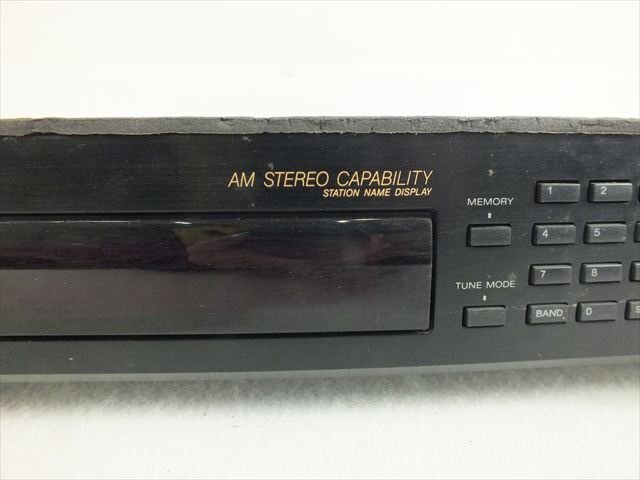 AM STEREO CAPABILITY
STATION NAME DISPLAY
MEMORY
1 2
4 5
TUNE MODE
7 8
BAND 0 S